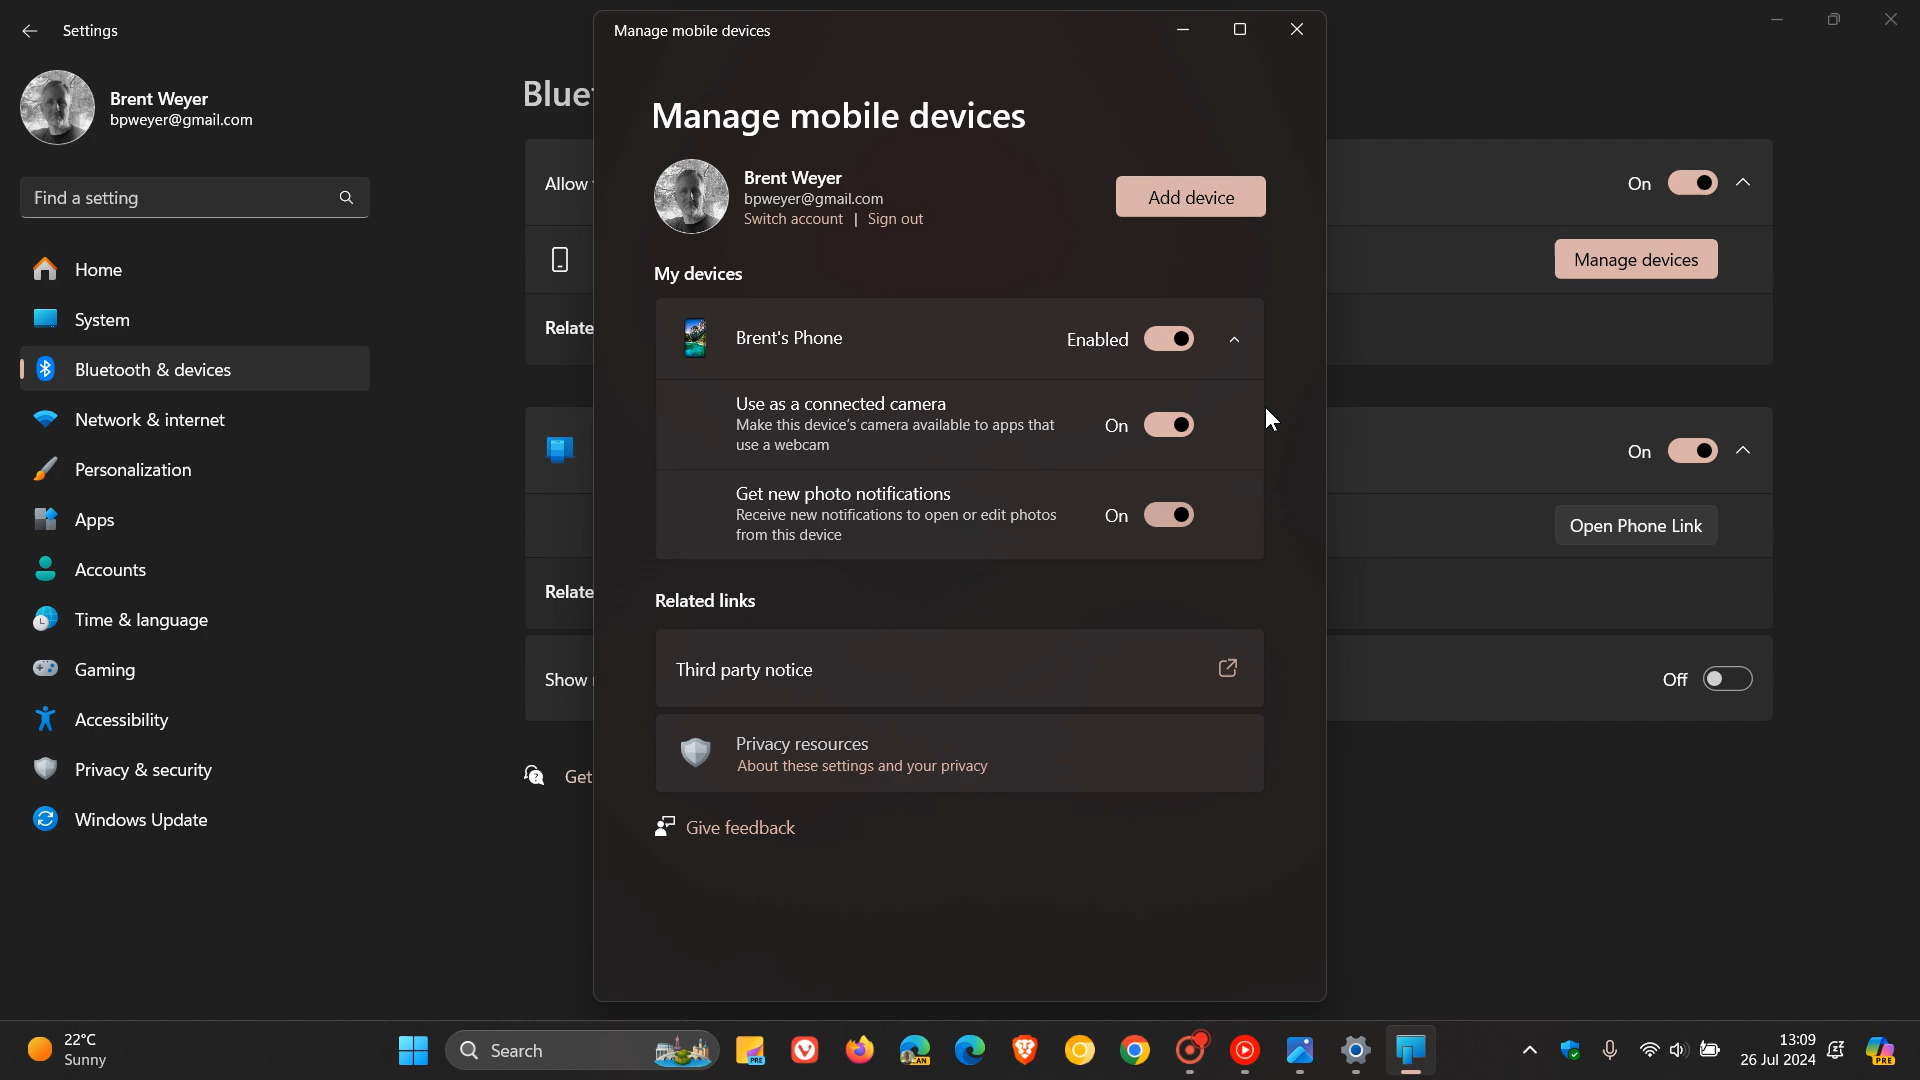 Settings
Brent Weyer
bpweyer@gmail.com
Find a setting
Home
System
Bluetooth & devices
Network & internet
Personalization
Apps
Accounts
Time & language
Gaming
Accessibility
Privacy & security
Windows Update
Blue
Allow
Relate
Relate
Show
Get
Manage mobile devices
Manage mobile devices
Brent Weyer
bpweyer@gmail.com
Switch account | Sign out
Add device
My devices
Brent's Phone
Enabled
Use as a connected camera
Make this device's camera available to apps that
use a webcam
On
Get new photo notifications
Receive new notifications to open or edit photos
from this device
On
Related links
Third party notice
Privacy resources
About these settings and your privacy
Give feedback
On
Manage devices
On
Open Phone Link
Off
22°C
Sunny
Search
PRE
CAN
13:09
26 Jul 2024
PRE